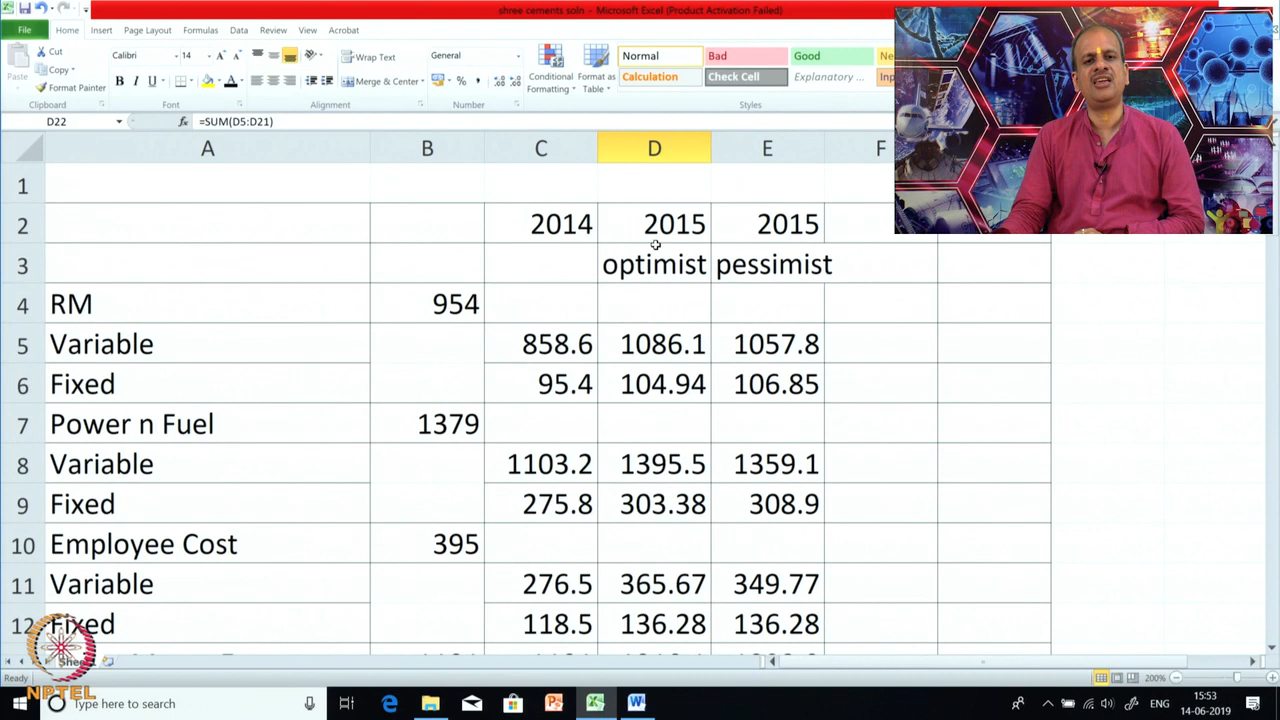 shree cements soln - Microsoft Excel (Product Activation Failed)
File Home Insert Page Layout Formulas Data Review View Acrobat
Cut
Copy
Format Painter
Paste
Clipboard
Calibri 14
B I U
Font
Wrap Text
Merge & Center
Alignment
General
% ,
Number
Conditional Formatting
Format as Table
Normal Bad Good
Calculation Check Cell Explanatory ...
Styles
D22 fx =SUM(D5:D21)
A B C D E F
1
2 2014 2015 2015
3 optimist pessimist
4 RM 954
5 Variable 858.6 1086.1 1057.8
6 Fixed 95.4 104.94 106.85
7 Power n Fuel 1379
8 Variable 1103.2 1395.5 1359.1
9 Fixed 275.8 303.38 308.9
10 Employee Cost 395
11 Variable 276.5 365.67 349.77
12 Fixed 118.5 136.28 136.28
Ready 200%
NPTEL
Type here to search
ENG
15:53
14-06-2019